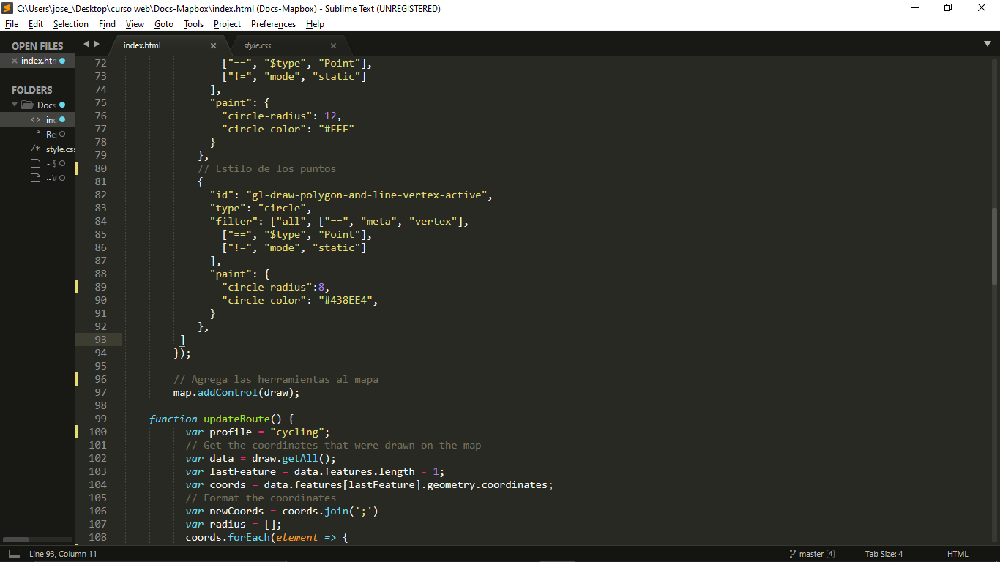 C:\Users\jose_\Desktop\curso web\Docs-Mapbox\index.html (Docs-Mapbox) - Sublime Text (UNREGISTERED)
File Edit Selection Find View Goto Tools Project Preferences Help
OPEN FILES
index.htm
FOLDERS
Docs
inc
Re
/* style.css
~$
~V
index.html
style.css
72 ["==", "$type", "Point"],
73 ["!=", "mode", "static"]
74 ],
75 "paint": {
76 "circle-radius": 12,
77 "circle-color": "#FFF"
78 }
79 },
80 // Estilo de los puntos
81 {
82 "id": "gl-draw-polygon-and-line-vertex-active",
83 "type": "circle",
84 "filter": ["all", ["==", "meta", "vertex"],
85 ["==", "$type", "Point"],
86 ["!=", "mode", "static"]
87 ],
88 "paint": {
89 "circle-radius":8,
90 "circle-color": "#438EE4",
91 }
92 },
93 ]
94 });
95
96 // Agrega las herramientas al mapa
97 map.addControl(draw);
98
99 function updateRoute() {
100 var profile = "cycling";
101 // Get the coordinates that were drawn on the map
102 var data = draw.getAll();
103 var lastFeature = data.features.length - 1;
104 var coords = data.features[lastFeature].geometry.coordinates;
105 // Format the coordinates
106 var newCoords = coords.join(';')
107 var radius = [];
108 coords.forEach(element => {
Line 93, Column 11
master 4
Tab Size: 4
HTML